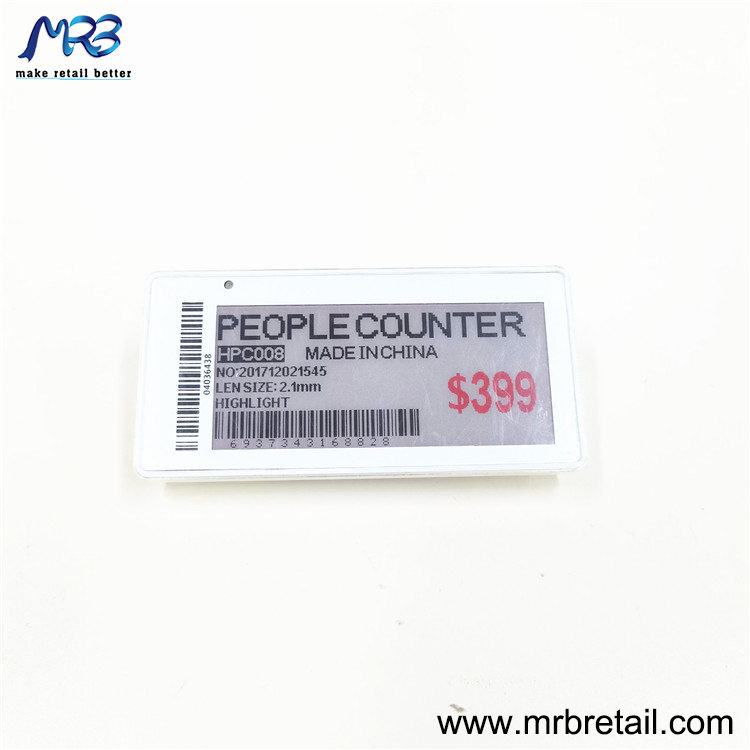 MRB
make retail better
PEOPLE COUNTER
HPC008 MADE IN CHINA
NO:201712021545
LEN SIZE: 2.1mm
HIGHLIGHT
$399
6937343168828
04036438
www.mrbretail.com